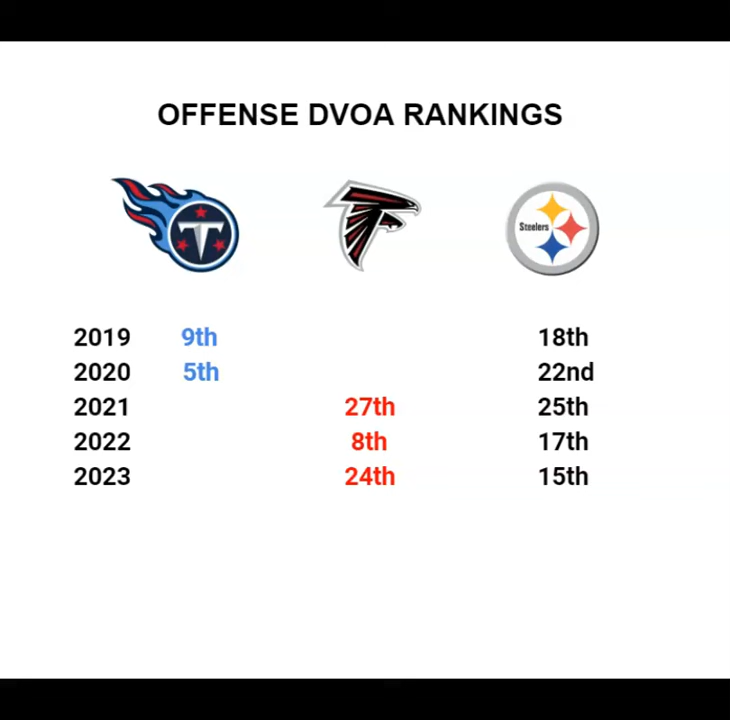 OFFENSE DVOA RANKINGS
T
Steelers
2019 9th 18th
2020 5th 22nd
2021 27th 25th
2022 8th 17th
2023 24th 15th